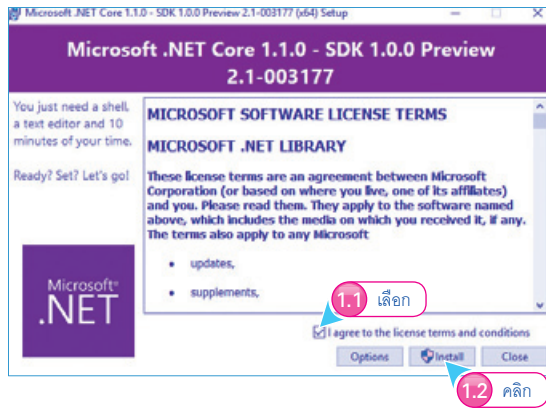 Microsoft .NET Core 1.1.0 - SDK 1.0.0 Preview 2.1-003177 (x64) Setup
Microsoft .NET Core 1.1.0 - SDK 1.0.0 Preview
2.1-003177
You just need a shell,
a text editor and 10
minutes of your time.
Ready? Set? Let's go!
MICROSOFT SOFTWARE LICENSE TERMS
MICROSOFT .NET LIBRARY
These license terms are an agreement between Microsoft
Corporation (or based on where you live, one of its affiliates)
and you. Please read them. They apply to the software named
above, which includes the media on which you received it, if any.
The terms also apply to any Microsoft
• updates,
• supplements,
Microsoft®
.NET
1.1 เลือก
I agree to the license terms and conditions
Options Install Close
1.2 คลิก